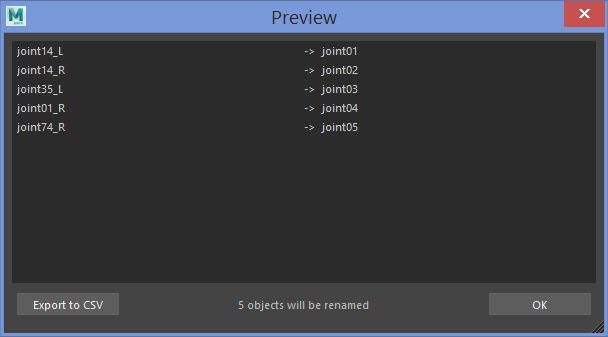 Preview
joint14_L -> joint01
joint14_R -> joint02
joint35_L -> joint03
joint01_R -> joint04
joint74_R -> joint05
Export to CSV 5 objects will be renamed OK